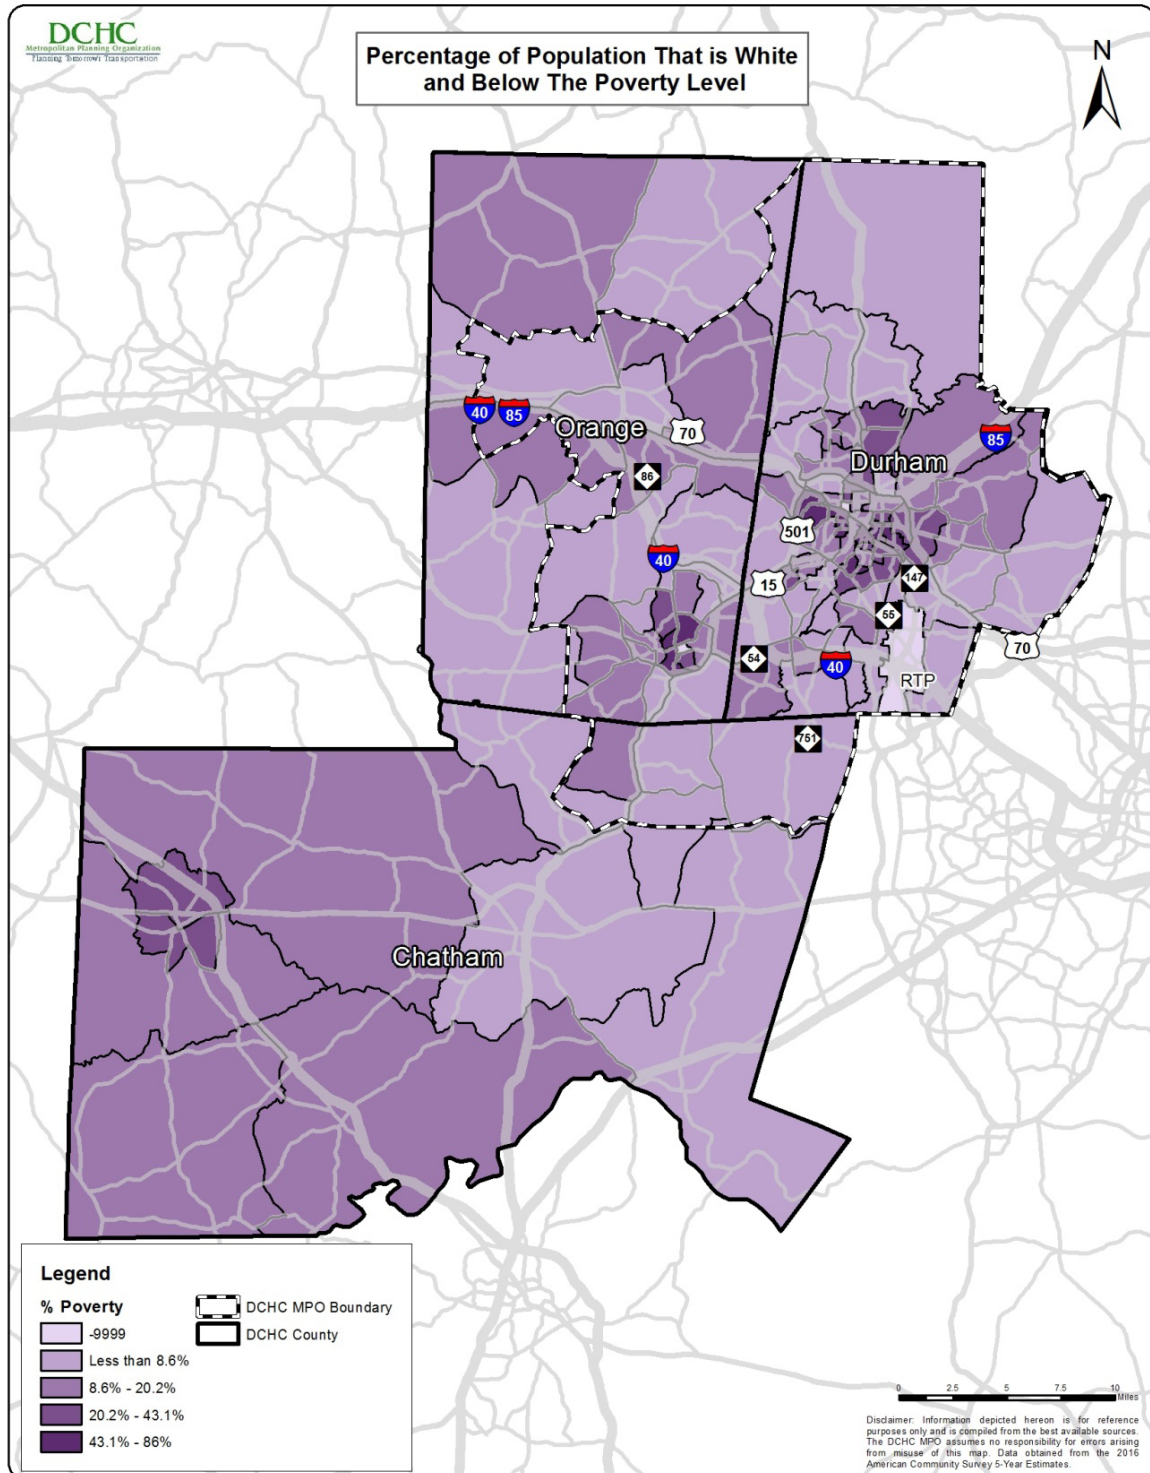 DCHC
Metropolitan Planning Organization
Planning Tomorrow's Transportation
Percentage of Population That is White
and Below The Poverty Level
N
40
85
Orange
70
86
85
Durham
501
40
15
147
55
70
54
40
RTP
751
Chatham
Legend
% Poverty
-9999
Less than 8.6%
8.6% - 20.2%
20.2% - 43.1%
43.1% - 86%
DCHC MPO Boundary
DCHC County
0 2.5 5 7.5 10
Miles
Disclaimer: Information depicted hereon is for reference
purposes only and is compiled from the best available sources.
The DCHC MPO assumes no responsibility for errors arising
from misuse of this map. Data obtained from the 2016
American Community Survey 5-Year Estimates.